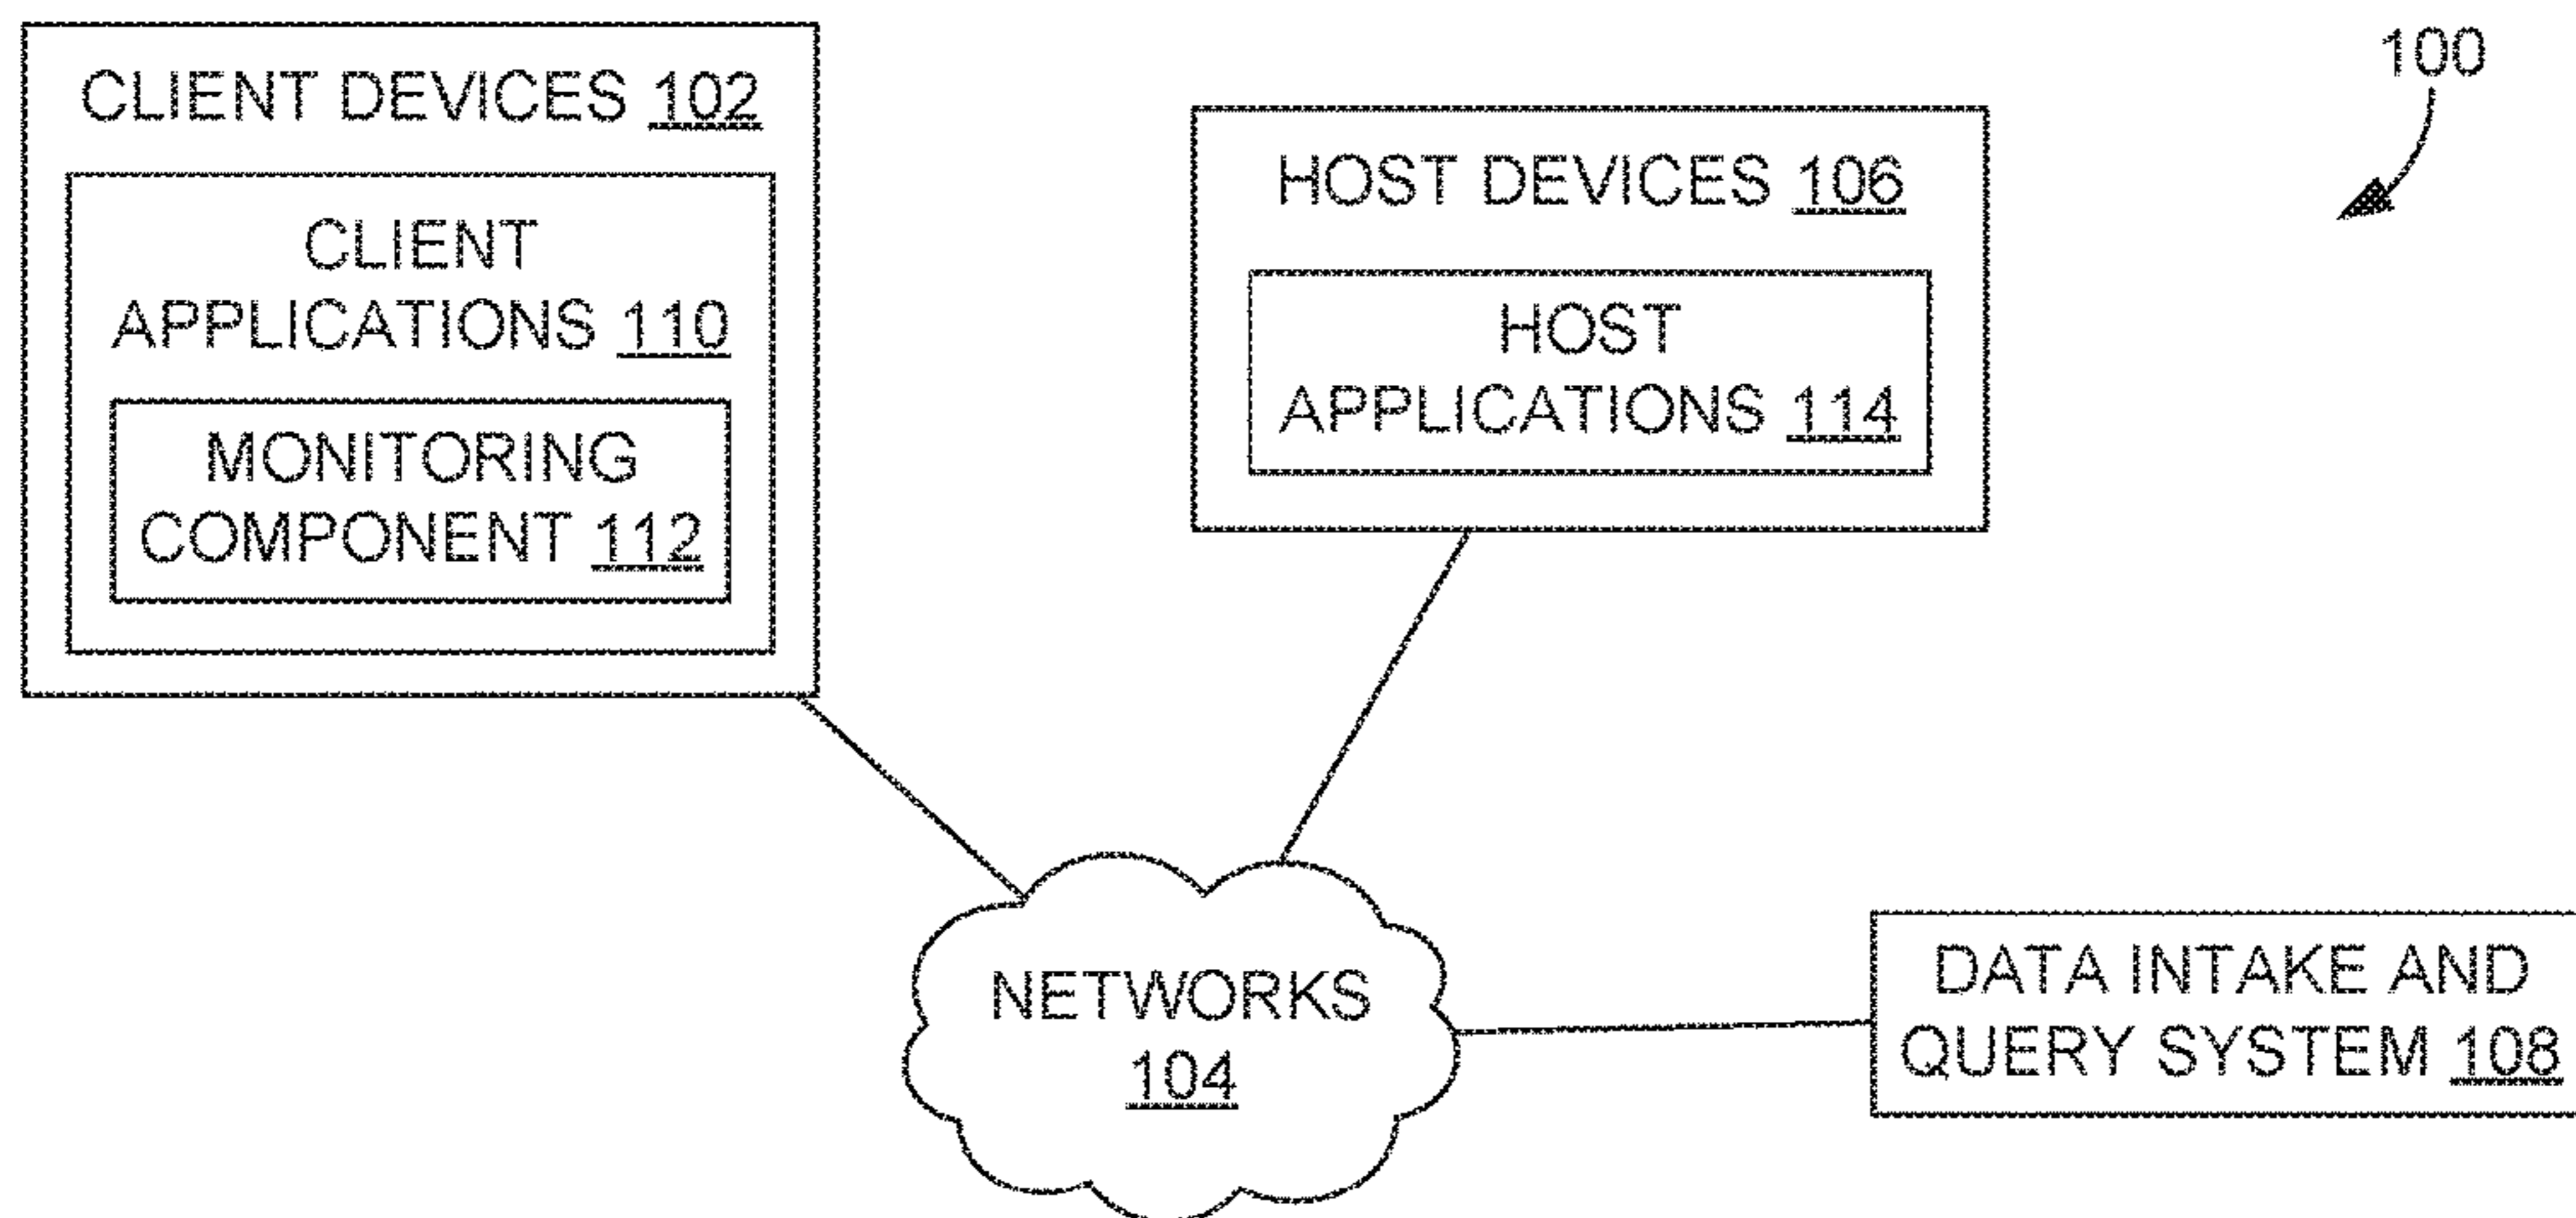 CLIENT DEVICES 102
CLIENT
APPLICATIONS 110
MONITORING
COMPONENT 112
100
HOST DEVICES 106
HOST
APPLICATIONS 114
NETWORKS
104
DATA INTAKE AND
QUERY SYSTEM 108